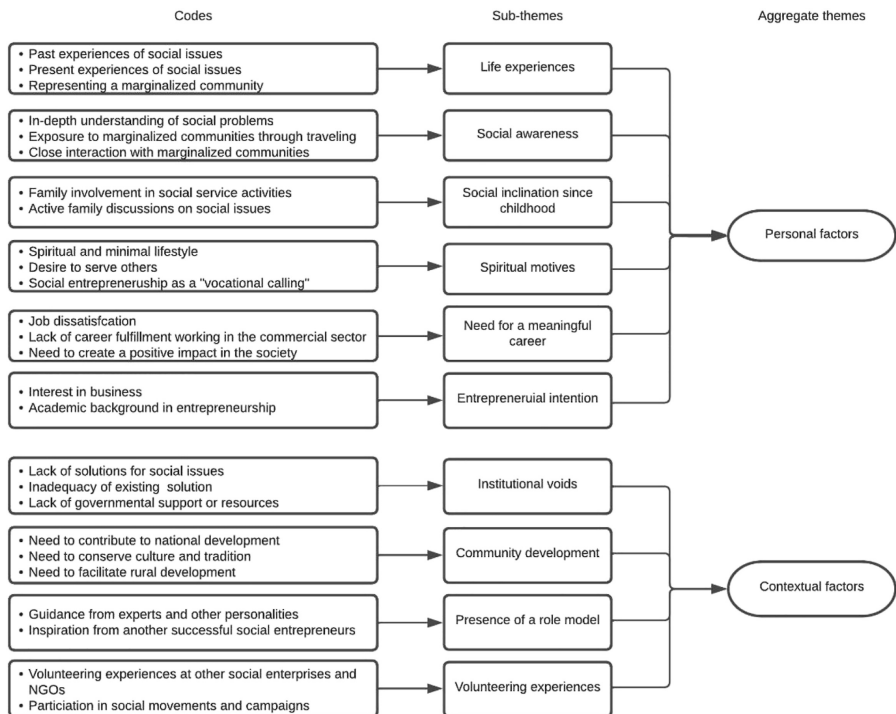 Codes
Sub-themes
Aggregate themes
• Past experiences of social issues
• Present experiences of social issues
• Representing a marginalized community
Life experiences
• In-depth understanding of social problems
• Exposure to marginalized communities through traveling
• Close interaction with marginalized communities
Social awareness
• Family involvement in social service activities
• Active family discussions on social issues
Social inclination since
childhood
• Spiritual and minimal lifestyle
• Desire to serve others
• Social entrepreneruship as a "vocational calling"
Spiritual motives
• Job dissatisfcation
• Lack of career fulfillment working in the commercial sector
• Need to create a positive impact in the society
Need for a meaningful
career
• Interest in business
• Academic background in entrepreneurship
Entrepreneruial intention
Personal factors
• Lack of solutions for social issues
• Inadequacy of existing solution
• Lack of governmental support or resources
Institutional voids
• Need to contribute to national development
• Need to conserve culture and tradition
• Need to facilitate rural development
Community development
• Guidance from experts and other personalities
• Inspiration from another successful social entrepreneurs
Presence of a role model
• Volunteering experiences at other social enterprises and
NGOs
• Particiation in social movements and campaigns
Volunteering experiences
Contextual factors